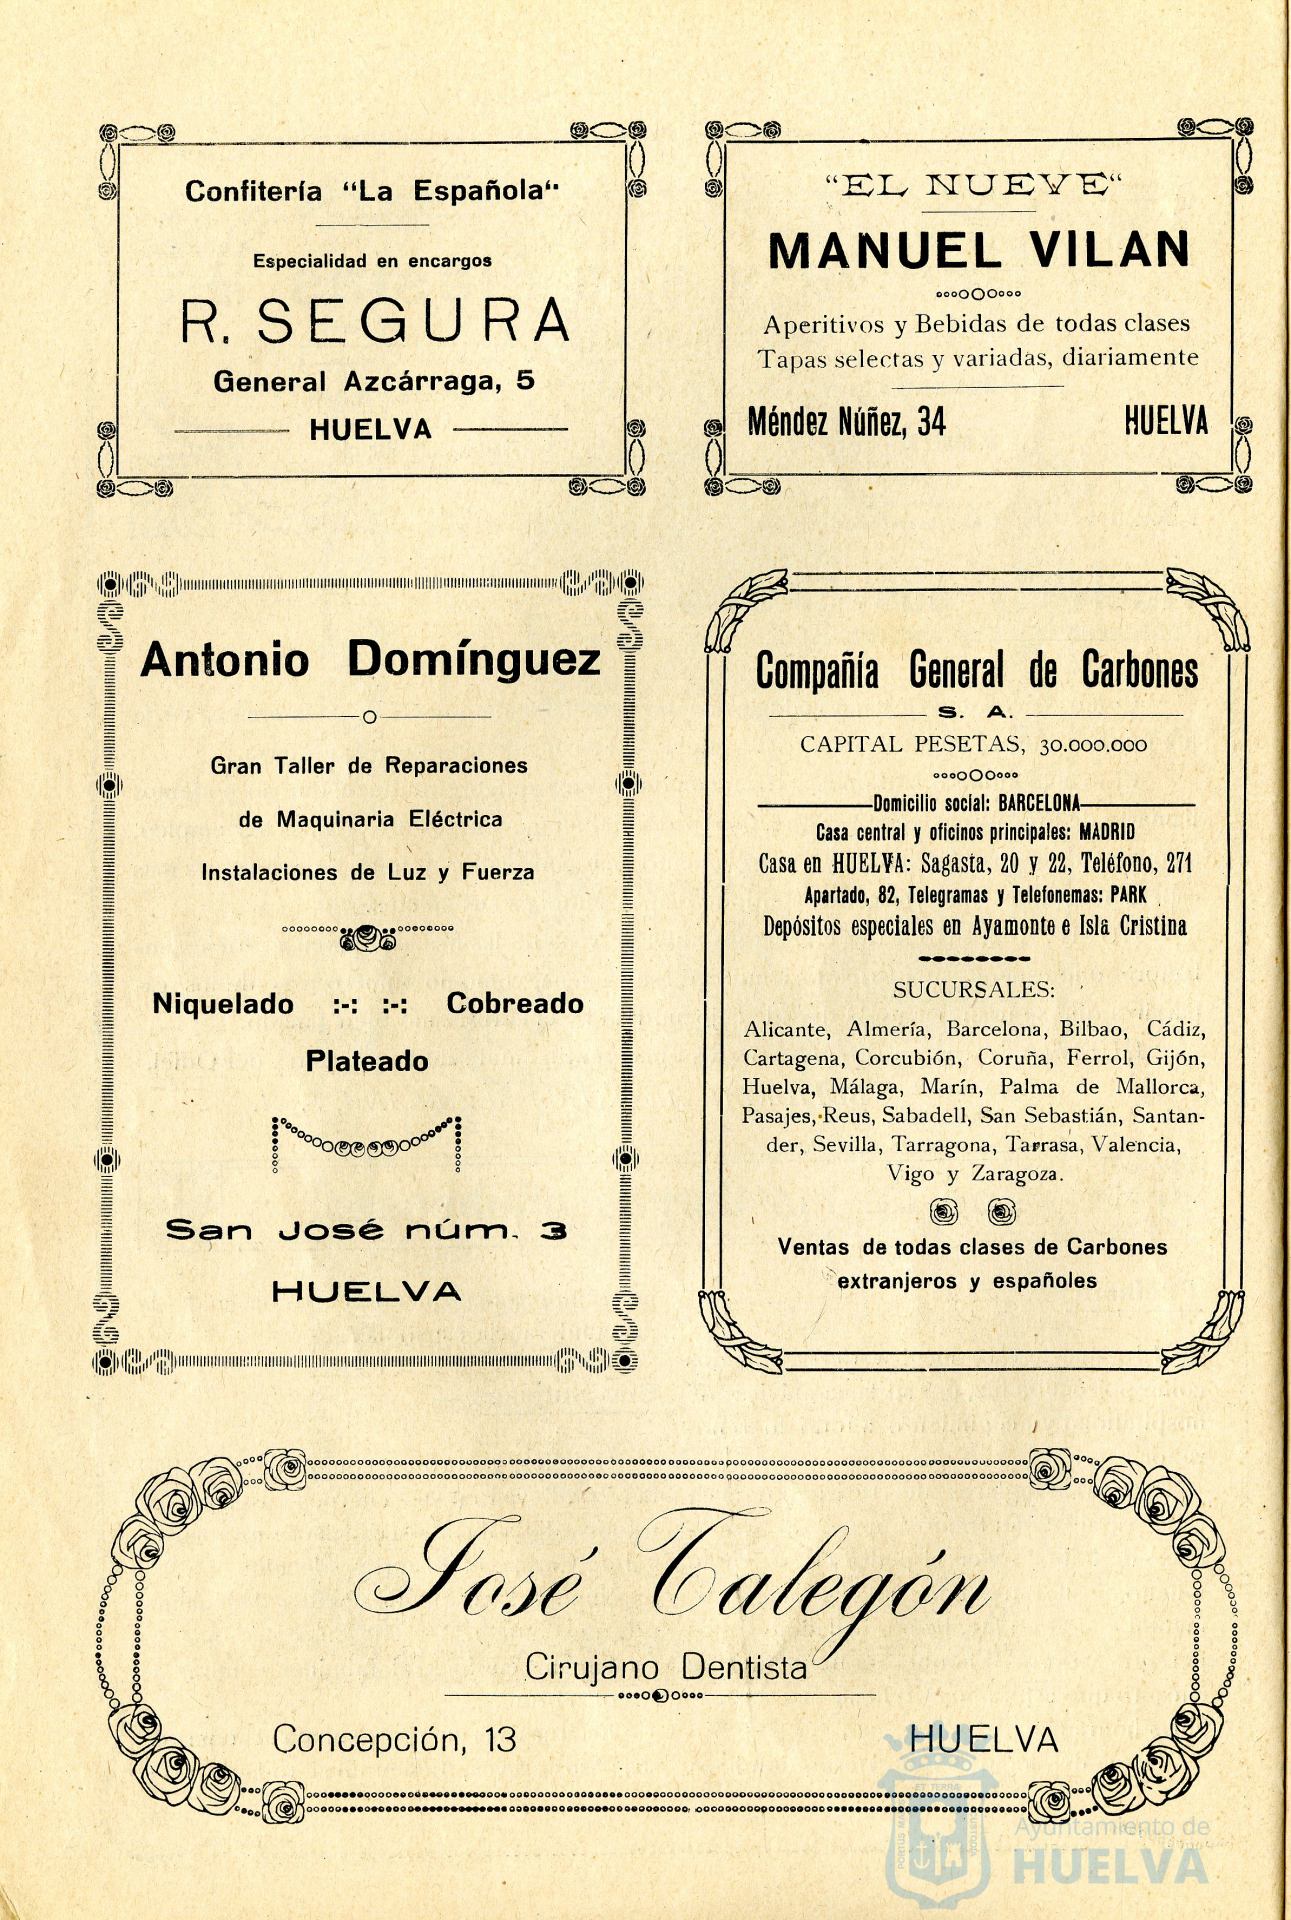 Confitería “La Española“
Especialidad en encargos
R. SEGURA
General Azcárraga, 5
HUELVA
“EL NUEVE“
MANUEL VILAN
Aperitivos y Bebidas de todas clases
Tapas selectas y variadas, diariamente
Méndez Núñez, 34 HUELVA
Antonio Domínguez
Gran Taller de Reparaciones
de Maquinaria Eléctrica
Instalaciones de Luz y Fuerza
Niquelado :-: :-: Cobreado
Plateado
San José núm. 3
HUELVA
Compañía General de Carbones
S. A.
CAPITAL PESETAS, 30.000.000
Domicilio social: BARCELONA
Casa central y oficinos principales: MADRID
Casa en HUELVA: Sagasta, 20 y 22, Teléfono, 271
Apartado, 82, Telegramas y Telefonemas: PARK
Depósitos especiales en Ayamonte e Isla Cristina
SUCURSALES:
Alicante, Almería, Barcelona, Bilbao, Cádiz,
Cartagena, Corcubión, Coruña, Ferrol, Gijón,
Huelva, Málaga, Marín, Palma de Mallorca,
Pasajes, Reus, Sabadell, San Sebastián, Santan-
der, Sevilla, Tarragona, Tarrasa, Valencia,
Vigo y Zaragoza.
Ventas de todas clases de Carbones
extranjeros y españoles
José Talegón
Cirujano Dentista
Concepción, 13 HUELVA
ET TERRÆ
PORTUS
Ayuntamiento de
HUELVA